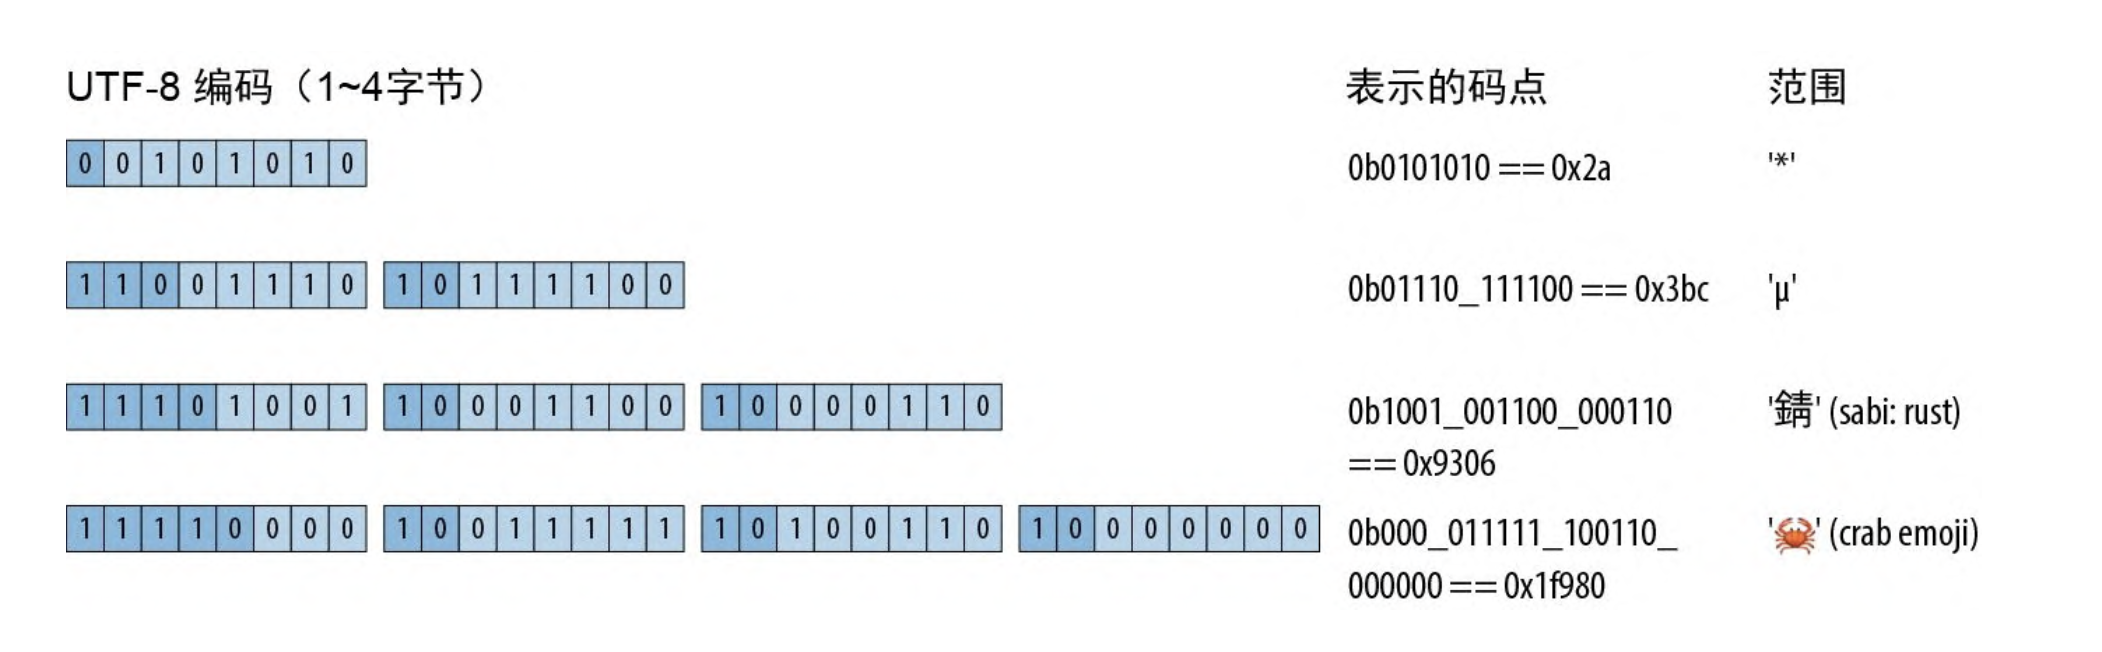 UTF-8 编码（1~4字节） 表示的码点 范围
0 0 1 0 1 0 1 0 0b0101010 == 0x2a '*'
1 1 0 0 1 1 1 0 1 0 1 1 1 1 0 0 0b01110_111100 == 0x3bc 'μ'
1 1 1 0 1 0 0 1 1 0 0 0 1 1 0 0 1 0 0 0 0 1 1 0 0b1001_001100_000110 '錆' (sabi: rust)
== 0x9306
1 1 1 1 0 0 0 0 1 0 0 1 1 1 1 1 1 0 1 0 0 1 1 0 1 0 0 0 0 0 0 0 0b000_011111_100110_ '🦀' (crab emoji)
000000 == 0x1f980